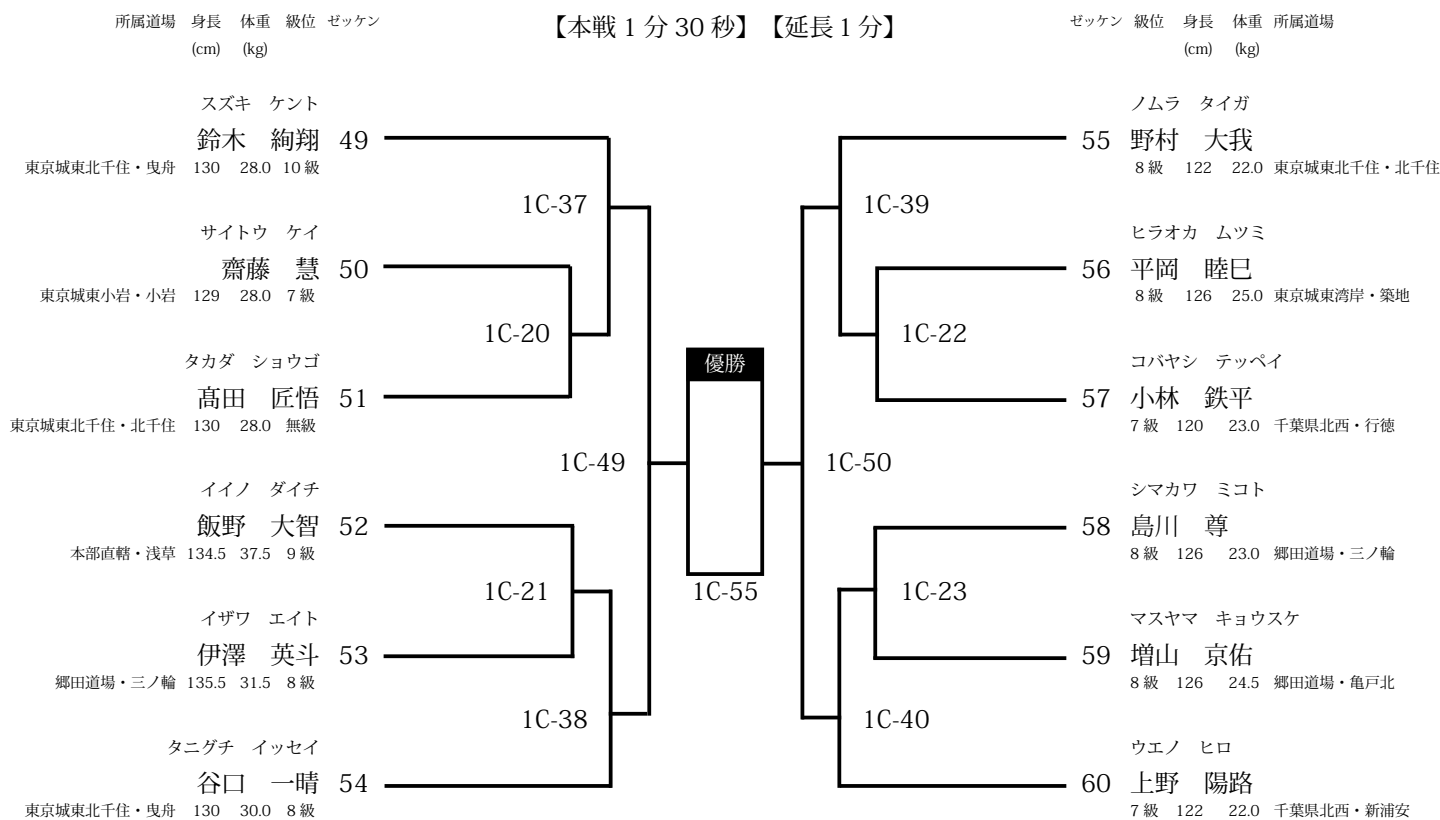 所属道場 身長 体重 級位 ゼッケン
(cm) (kg)
【本戦 1 分 30 秒】【延長 1 分】
ゼッケン 級位 身長 体重 所属道場
(cm) (kg)
スズキ ケント
鈴木 絢翔 49
東京城東北千住・曳舟 130 28.0 10 級
サイトウ ケイ
齋藤 慧 50
東京城東小岩・小岩 129 28.0 7 級
タカダ ショウゴ
髙田 匠悟 51
東京城東北千住・北千住 130 28.0 無級
イイノ ダイチ
飯野 大智 52
本部直轄・浅草 134.5 37.5 9 級
イザワ エイト
伊澤 英斗 53
郷田道場・三ノ輪 135.5 31.5 8 級
タニグチ イッセイ
谷口 一晴 54
東京城東北千住・曳舟 130 30.0 8 級
1C-37
1C-20
1C-49
1C-21
1C-38
優勝
1C-55
1C-39
1C-22
1C-50
1C-23
1C-40
ノムラ タイガ
55 野村 大我
8 級 122 22.0 東京城東北千住・北千住
ヒラオカ ムツミ
56 平岡 睦巳
8 級 126 25.0 東京城東湾岸・築地
コバヤシ テッペイ
57 小林 鉄平
7 級 120 23.0 千葉県北西・行徳
シマカワ ミコト
58 島川 尊
8 級 126 23.0 郷田道場・三ノ輪
マスヤマ キョウスケ
59 増山 京佑
8 級 126 24.5 郷田道場・亀戸北
ウエノ ヒロ
60 上野 陽路
7 級 122 22.0 千葉県北西・新浦安